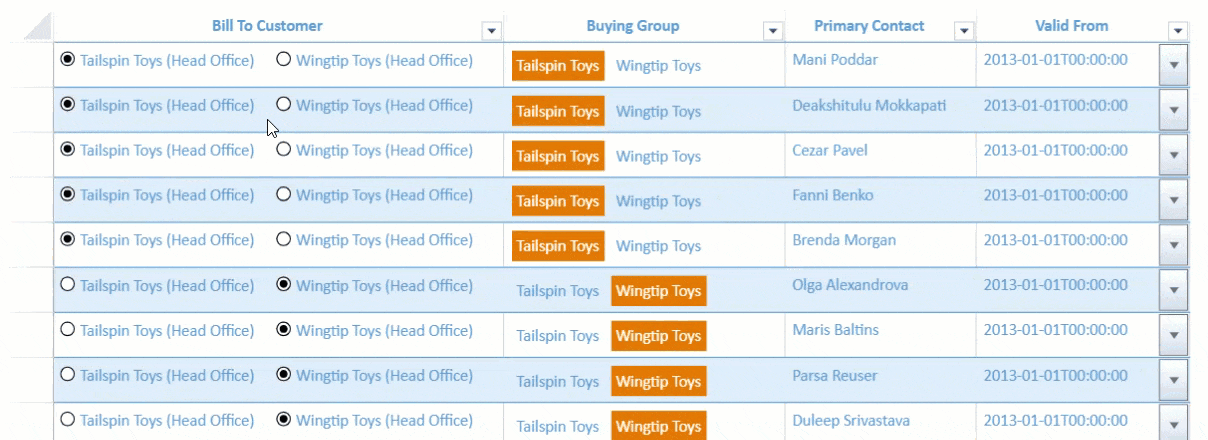 Bill To Customer Buying Group Primary Contact Valid From
Tailspin Toys (Head Office) Wingtip Toys (Head Office) Tailspin Toys Wingtip Toys Mani Poddar 2013-01-01T00:00:00
Tailspin Toys (Head Office) Wingtip Toys (Head Office) Tailspin Toys Wingtip Toys Deakshitulu Mokkapati 2013-01-01T00:00:00
Tailspin Toys (Head Office) Wingtip Toys (Head Office) Tailspin Toys Wingtip Toys Cezar Pavel 2013-01-01T00:00:00
Tailspin Toys (Head Office) Wingtip Toys (Head Office) Tailspin Toys Wingtip Toys Fanni Benko 2013-01-01T00:00:00
Tailspin Toys (Head Office) Wingtip Toys (Head Office) Tailspin Toys Wingtip Toys Brenda Morgan 2013-01-01T00:00:00
Tailspin Toys (Head Office) Wingtip Toys (Head Office) Tailspin Toys Wingtip Toys Olga Alexandrova 2013-01-01T00:00:00
Tailspin Toys (Head Office) Wingtip Toys (Head Office) Tailspin Toys Wingtip Toys Maris Baltins 2013-01-01T00:00:00
Tailspin Toys (Head Office) Wingtip Toys (Head Office) Tailspin Toys Wingtip Toys Parsa Reuser 2013-01-01T00:00:00
Tailspin Toys (Head Office) Wingtip Toys (Head Office) Tailspin Toys Wingtip Toys Duleep Srivastava 2013-01-01T00:00:00